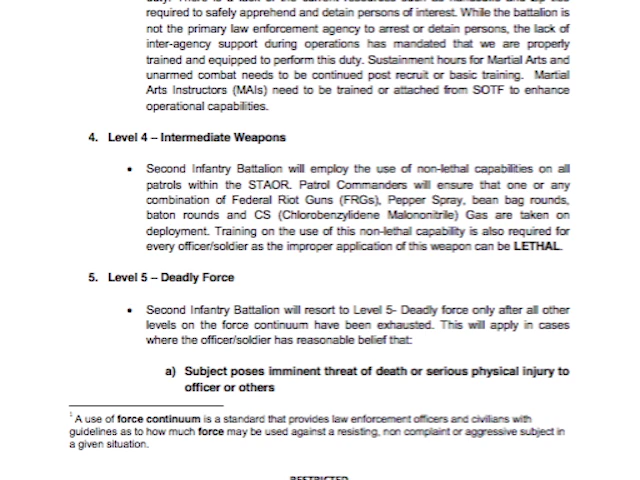 duty. There is a lack of the current resources such as handcuffs and zip ties
required to safely apprehend and detain persons of interest. While the battalion is
not the primary law enforcement agency to arrest or detain persons, the lack of
inter-agency support during operations has mandated that we are properly
trained and equipped to perform this duty. Sustainment hours for Martial Arts and
unarmed combat needs to be continued post recruit or basic training. Martial
Arts Instructors (MAIs) need to be trained or attached from SOTF to enhance
operational capabilities.
4. Level 4 – Intermediate Weapons
• Second Infantry Battalion will employ the use of non-lethal capabilities on all
patrols within the STAOR. Patrol Commanders will ensure that one or any
combination of Federal Riot Guns (FRGs), Pepper Spray, bean bag rounds,
baton rounds and CS (Chlorobenzylidene Malononitrile) Gas are taken on
deployment. Training on the use of this non-lethal capability is also required for
every officer/soldier as the improper application of this weapon can be LETHAL.
5. Level 5 – Deadly Force
• Second Infantry Battalion will resort to Level 5- Deadly force only after all other
levels on the force continuum have been exhausted. This will apply in cases
where the officer/soldier has reasonable belief that:
a) Subject poses imminent threat of death or serious physical injury to
officer or others
1 A use of force continuum is a standard that provides law enforcement officers and civilians with
guidelines as to how much force may be used against a resisting, non complaint or aggressive subject in
a given situation.
RESTRICTED